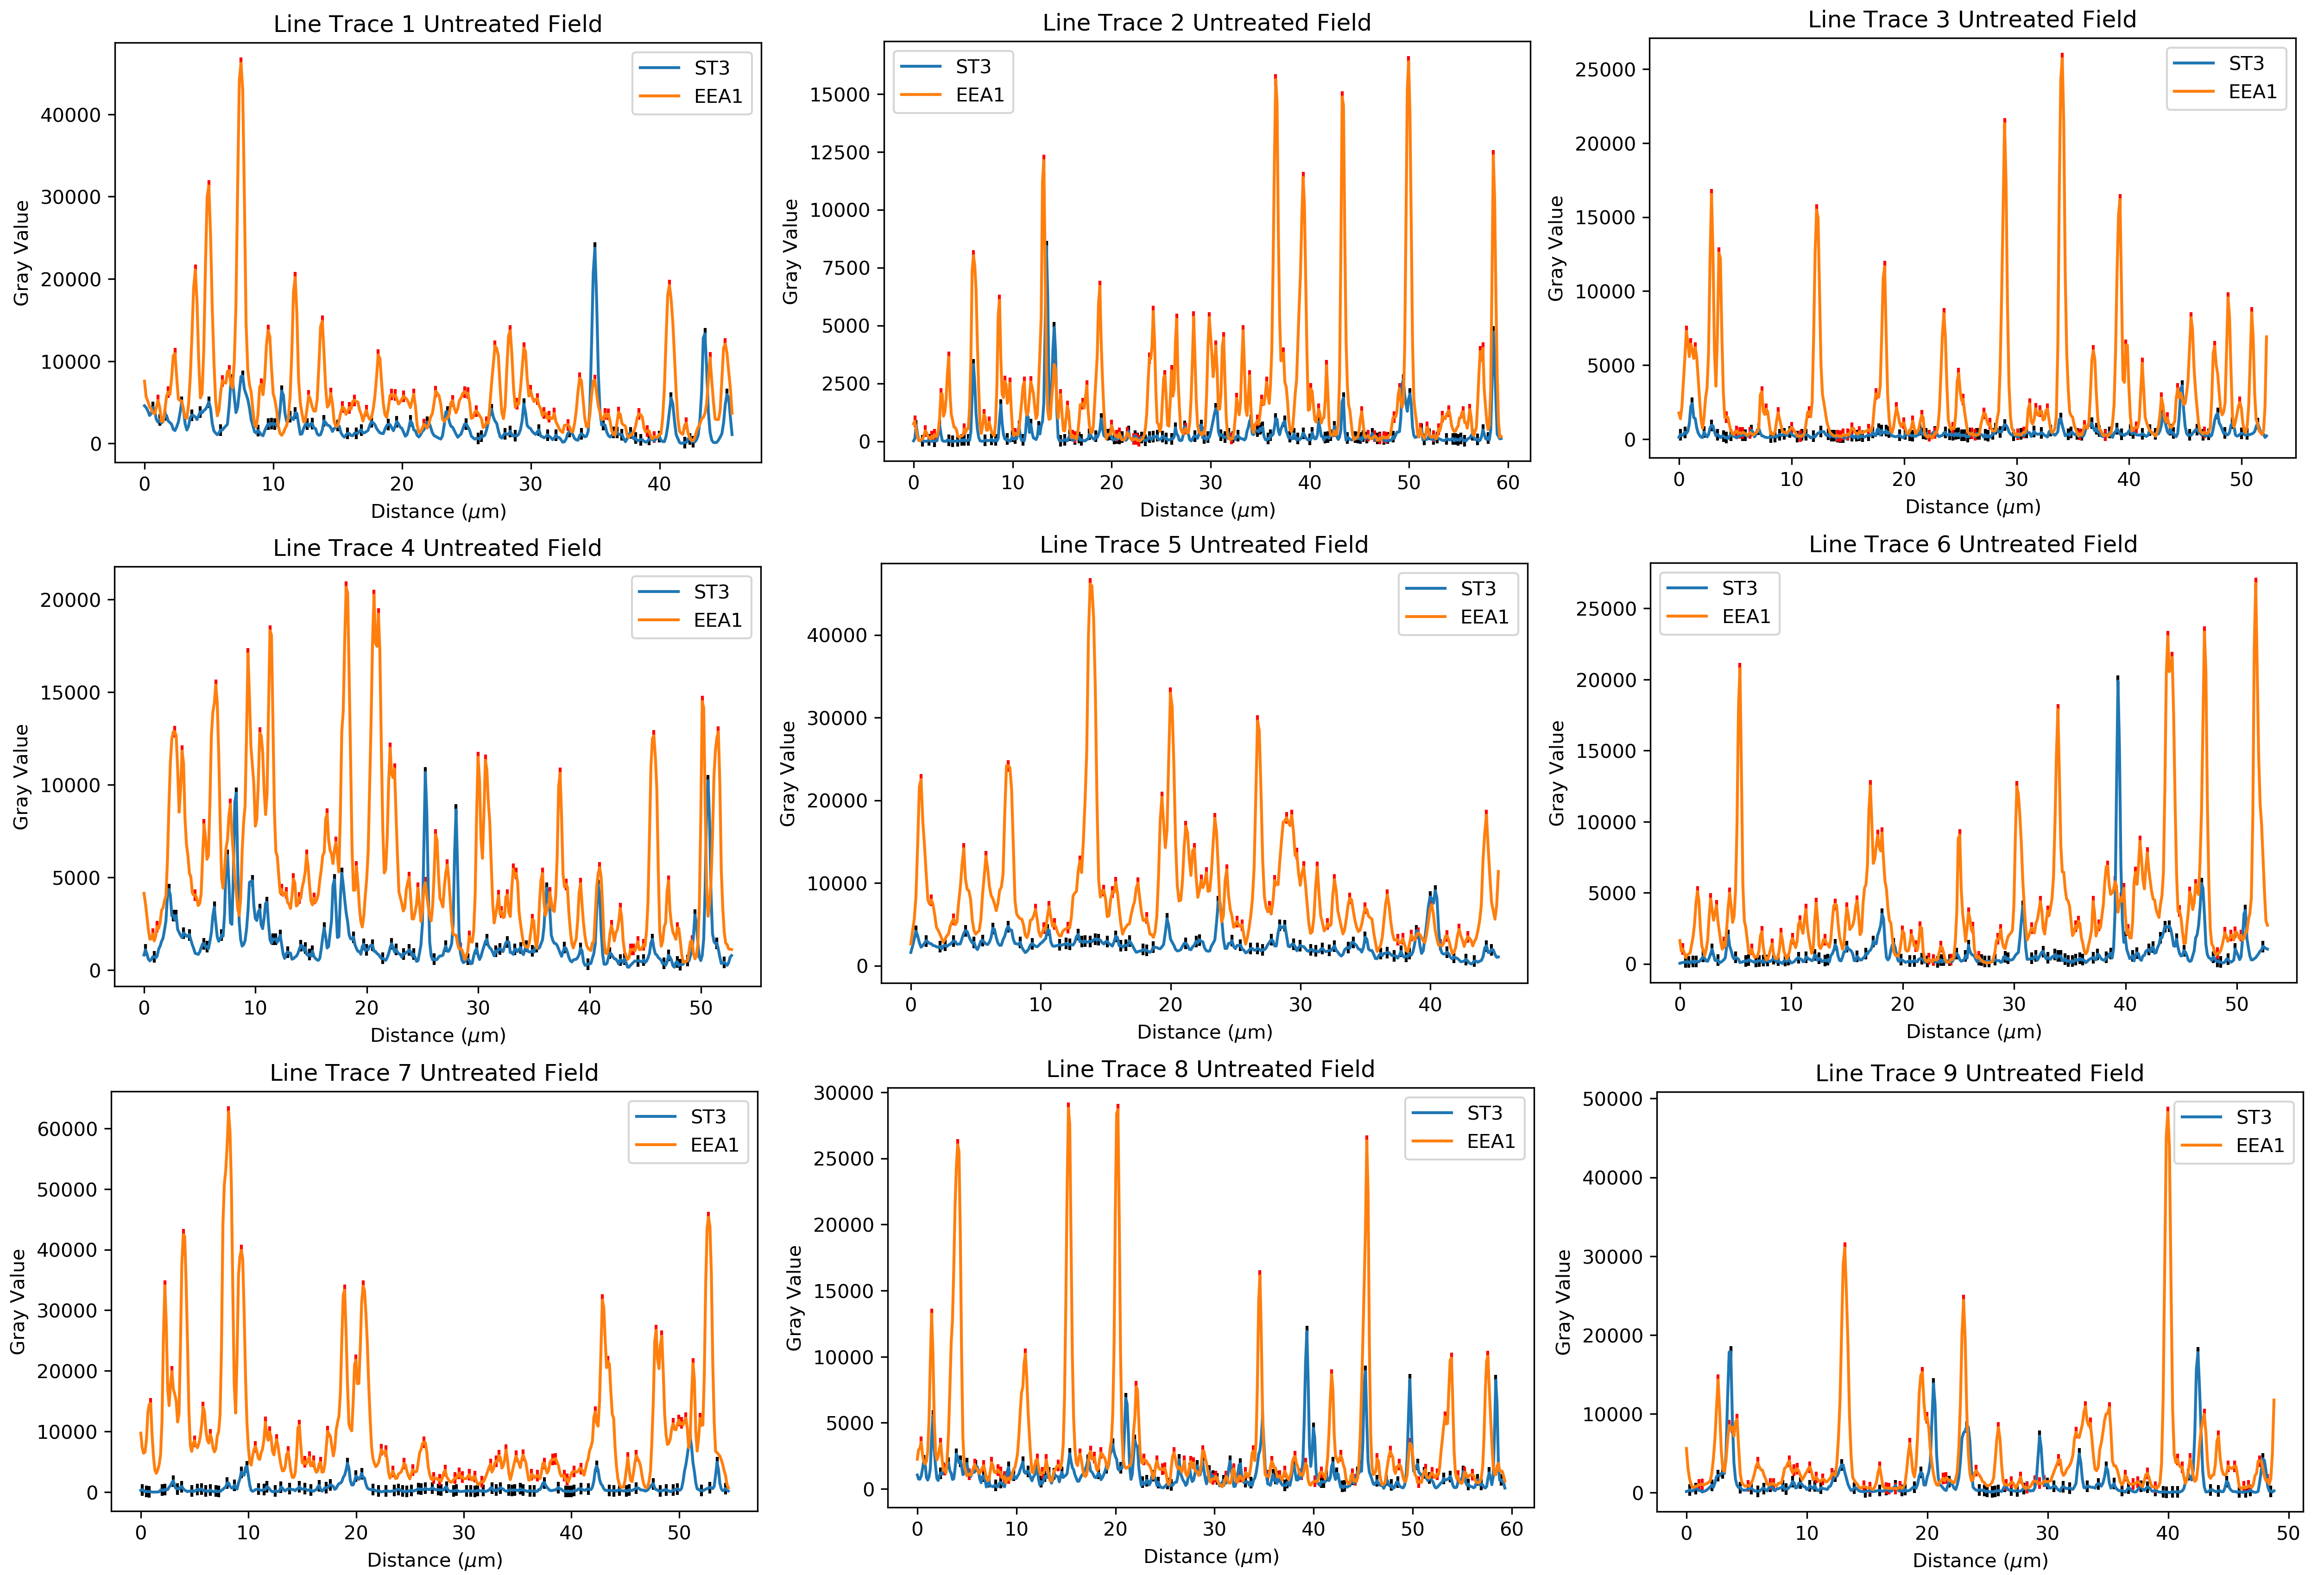 Line Trace 1 Untreated Field
Gray Value
40000
30000
20000
10000
0
ST3
EEA1
0 10 20 30 40
Distance (μm)
Line Trace 2 Untreated Field
Gray Value
15000
12500
10000
7500
5000
2500
0
ST3
EEA1
0 10 20 30 40 50 60
Distance (μm)
Line Trace 3 Untreated Field
Gray Value
25000
20000
15000
10000
5000
0
ST3
EEA1
0 10 20 30 40 50
Distance (μm)
Line Trace 4 Untreated Field
Gray Value
20000
15000
10000
5000
0
ST3
EEA1
0 10 20 30 40 50
Distance (μm)
Line Trace 5 Untreated Field
Gray Value
40000
30000
20000
10000
0
ST3
EEA1
0 10 20 30 40
Distance (μm)
Line Trace 6 Untreated Field
Gray Value
25000
20000
15000
10000
5000
0
ST3
EEA1
0 10 20 30 40 50
Distance (μm)
Line Trace 7 Untreated Field
Gray Value
60000
50000
40000
30000
20000
10000
0
ST3
EEA1
0 10 20 30 40 50
Distance (μm)
Line Trace 8 Untreated Field
Gray Value
30000
25000
20000
15000
10000
5000
0
ST3
EEA1
0 10 20 30 40 50 60
Distance (μm)
Line Trace 9 Untreated Field
Gray Value
50000
40000
30000
20000
10000
0
ST3
EEA1
0 10 20 30 40 50
Distance (μm)